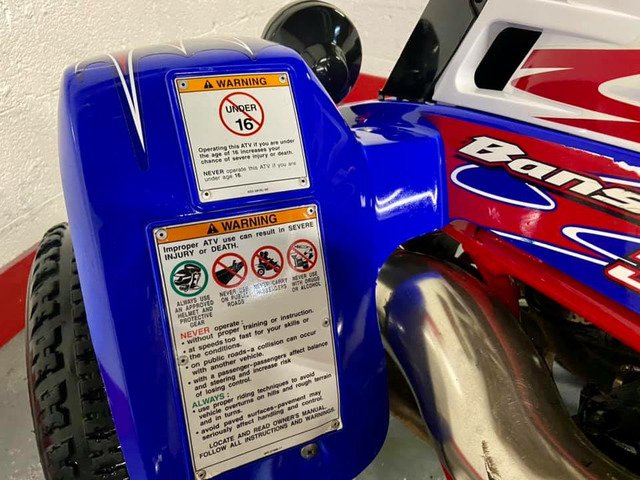 WARNING
UNDER
16
Operating this ATV if you are under
the age of 16 increases your
chance of severe injury or death.
NEVER operate this ATV if you are
under age 16.
WARNING
Improper ATV use can result in SEVERE
INJURY or DEATH.
ALWAYS USE
AN APPROVED
HELMET AND
PROTECTIVE
GEAR
NEVER USE
ON PUBLIC
ROADS
NEVER CARRY
PASSENGERS
NEVER USE
WITH DRUGS
OR ALCOHOL
NEVER operate:
• without proper training or instruction.
• at speeds too fast for your skills or
the conditions.
• on public roads-a collision can occur
with another vehicle.
• with a passenger-passengers affect balance
and steering and increase risk
of losing control.
ALWAYS:
• use proper riding techniques to avoid
vehicle overturns on hills and rough terrain
and in turns.
• avoid paved surfaces-pavement may
seriously affect handling and control.
LOCATE AND READ OWNER'S MANUAL.
FOLLOW ALL INSTRUCTIONS AND WARNINGS.
Bans